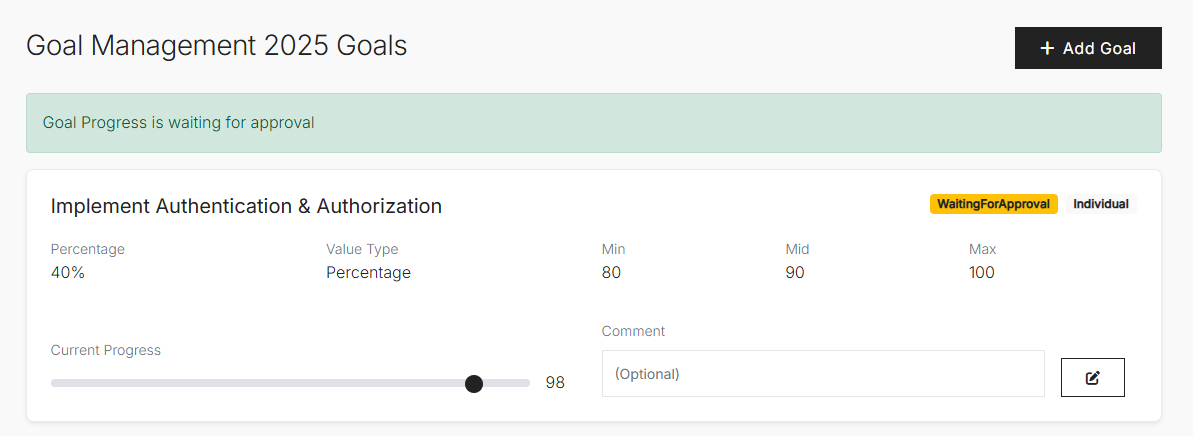 Goal Management 2025 Goals
+ Add Goal
Goal Progress is waiting for approval
Implement Authentication & Authorization
WaitingForApproval Individual
Percentage Value Type Min Mid Max
40% Percentage 80 90 100
Comment
Current Progress
(Optional)
98